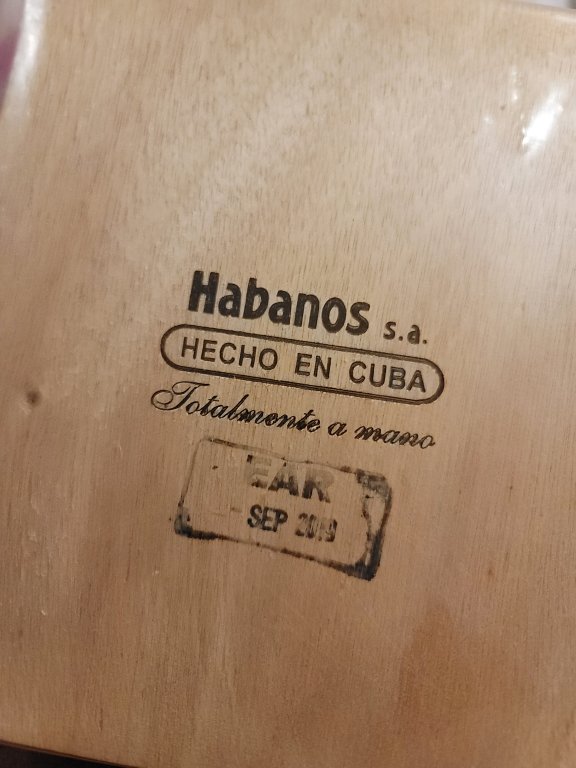 Habanos s.a.
HECHO EN CUBA
Totalmente a mano
EAR
SEP 2019